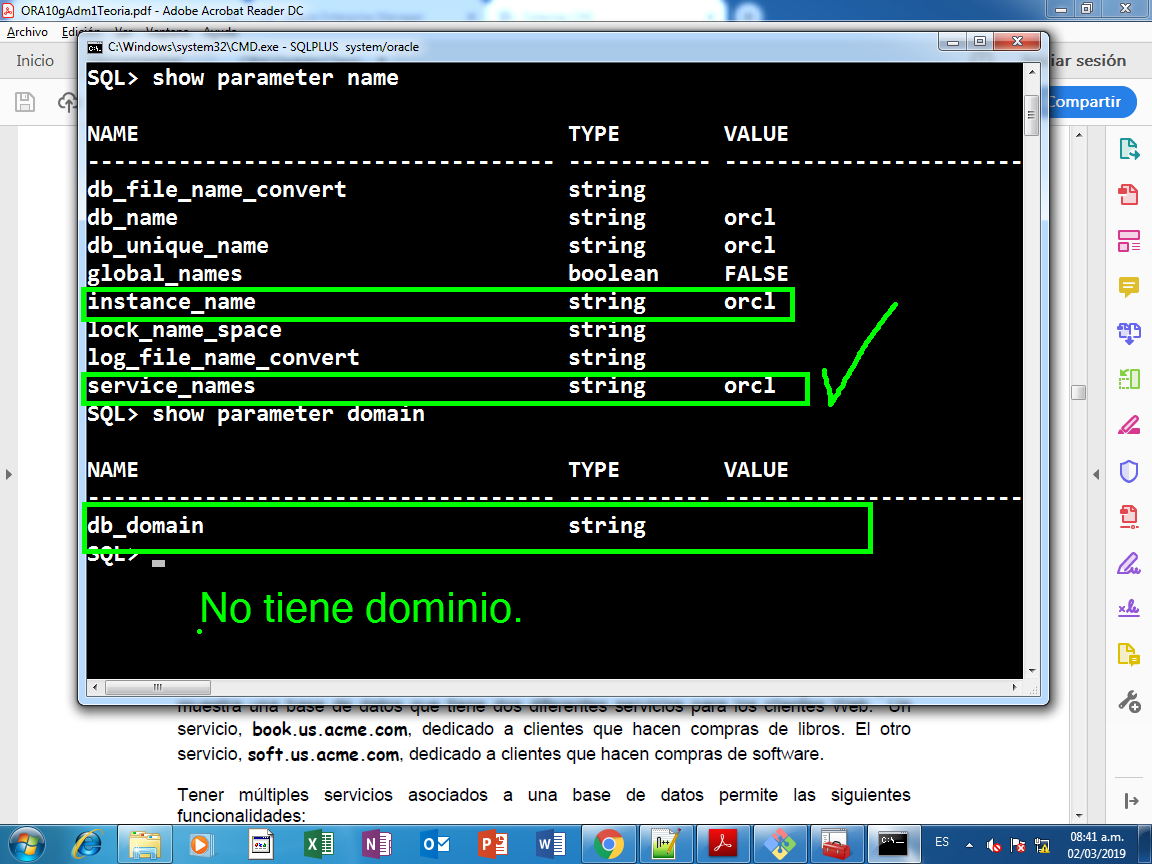 ORA10gAdm1Teoria.pdf - Adobe Acrobat Reader DC
Archivo
C:\Windows\system32\CMD.exe - SQLPLUS system/oracle
Inicio
iar sesión
Compartir
SQL> show parameter name
NAME TYPE VALUE
------------------------------------ ----------- -----------------------
db_file_name_convert string
db_name string orcl
db_unique_name string orcl
global_names boolean FALSE
instance_name string orcl
lock_name_space string
log_file_name_convert string
service_names string orcl
SQL> show parameter domain
NAME TYPE VALUE
------------------------------------ ----------- -----------------------
db_domain string
SQL>
No tiene dominio.
muestra una base de datos que tiene dos diferentes servicios para los clientes Web. Un
servicio, book.us.acme.com, dedicado a clientes que hacen compras de libros. El otro
servicio, soft.us.acme.com, dedicado a clientes que hacen compras de software.
Tener múltiples servicios asociados a una base de datos permite las siguientes
funcionalidades:
ES
08:41 a.m.
02/03/2019